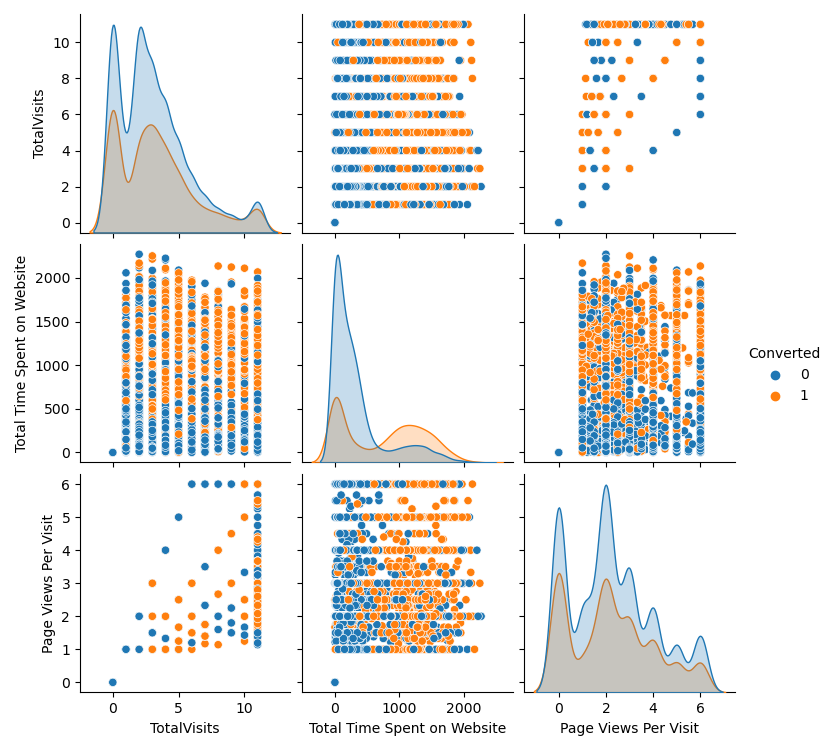 TotalVisits
10
8
6
4
2
0
Total Time Spent on Website
2000
1500
1000
500
0
Converted
0
1
Page Views Per Visit
6
5
4
3
2
1
0
0 5 10
0 1000 2000
0 2 4 6
TotalVisits
Total Time Spent on Website
Page Views Per Visit